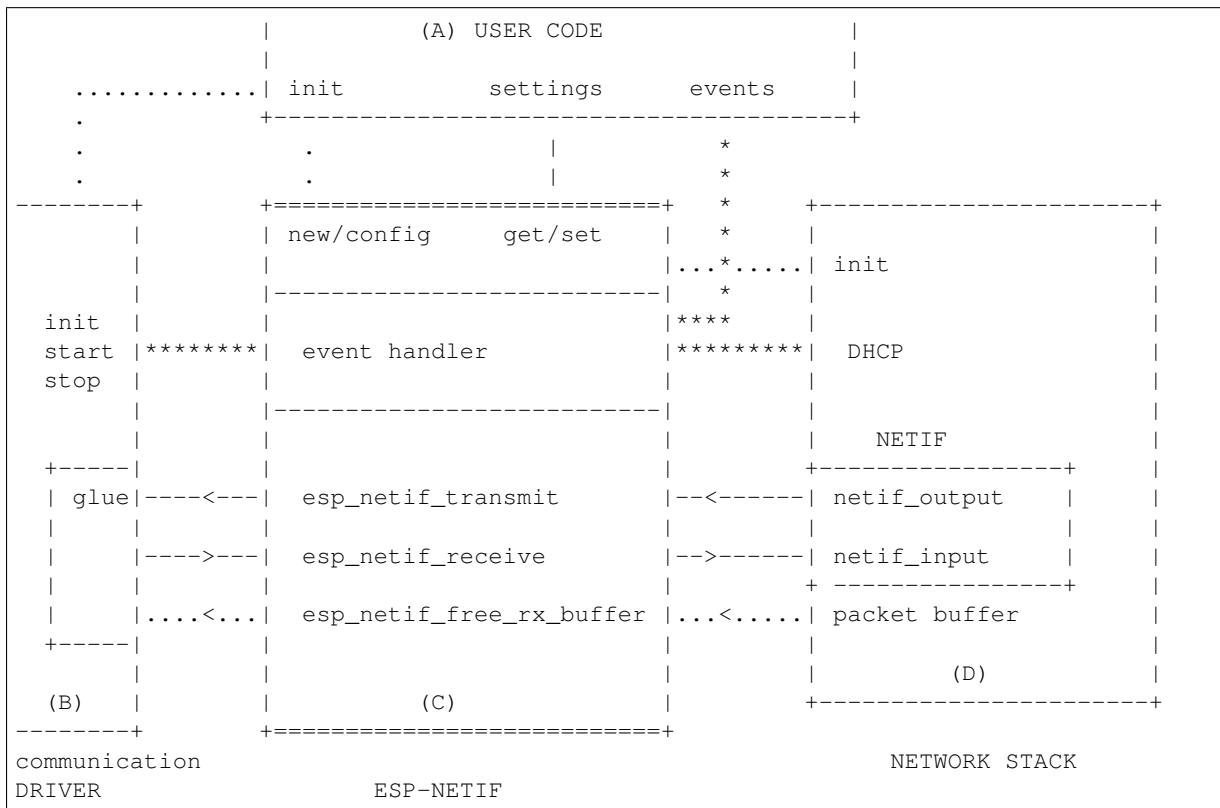 (A) USER CODE
init settings events
new/config get/set
init
init
start event handler DHCP
stop
NETIF
glue esp_netif_transmit netif_output
esp_netif_receive netif_input
esp_netif_free_rx_buffer packet buffer
(D)
(B) (C)
communication NETWORK STACK
DRIVER ESP-NETIF